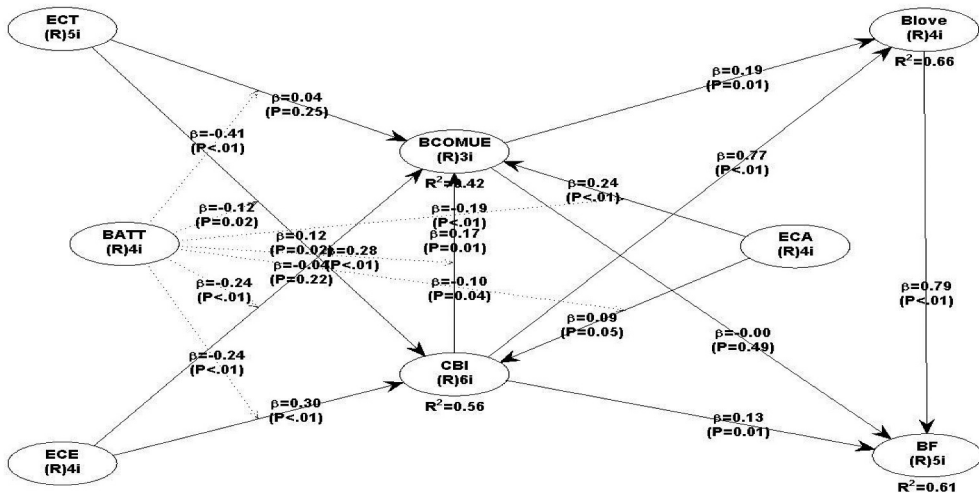 ECT
(R)5i
Blove
(R)4i
R²=0.66
β=0.19
(P=0.01)
β=0.04
(P=0.25)
β=-0.41
(P<.01)
BCOMUE
(R)3i
R²=0.42
β=0.77
(P<.01)
β=0.24
(P<.01)
β=-0.12
(P=0.02)
β=-0.19
(P<.01)
BATT
(R)4i
β=0.12
(P=0.02)
β=0.28
(P<.01)
β=0.17
(P=0.01)
ECA
(R)4i
β=-0.04
(P=0.22)
β=-0.24
(P<.01)
β=-0.10
(P=0.04)
β=0.79
(P<.01)
β=0.09
(P=0.05)
β=-0.00
(P=0.49)
β=-0.24
(P<.01)
CBI
(R)6i
R²=0.56
β=0.30
(P<.01)
β=0.13
(P=0.01)
ECE
(R)4i
BF
(R)5i
R²=0.61